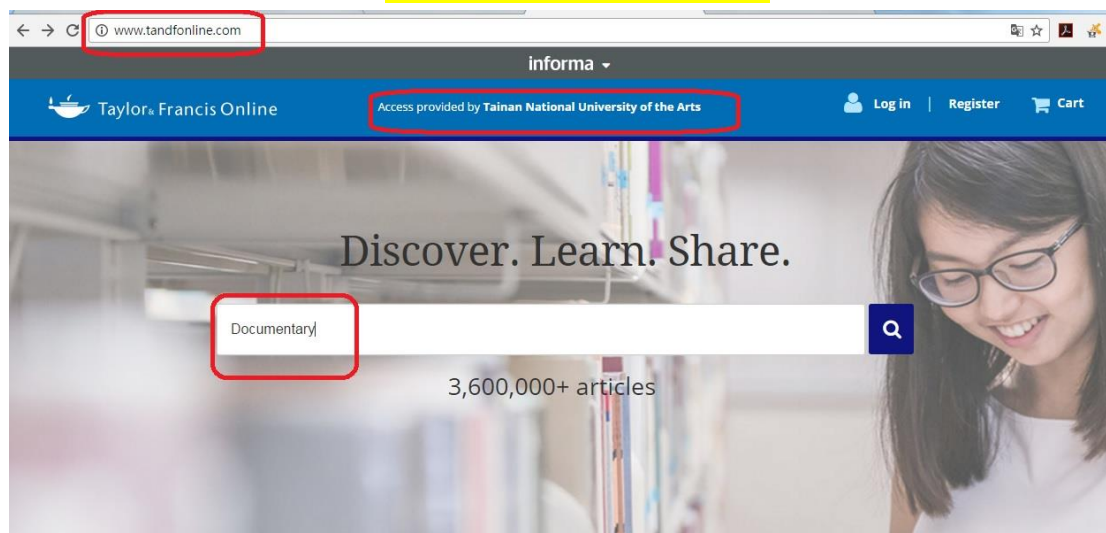 www.tandfonline.com
informa
Taylor & Francis Online
Access provided by Tainan National University of the Arts
Log in | Register
Cart
Discover. Learn. Share.
Documentary
3,600,000+ articles